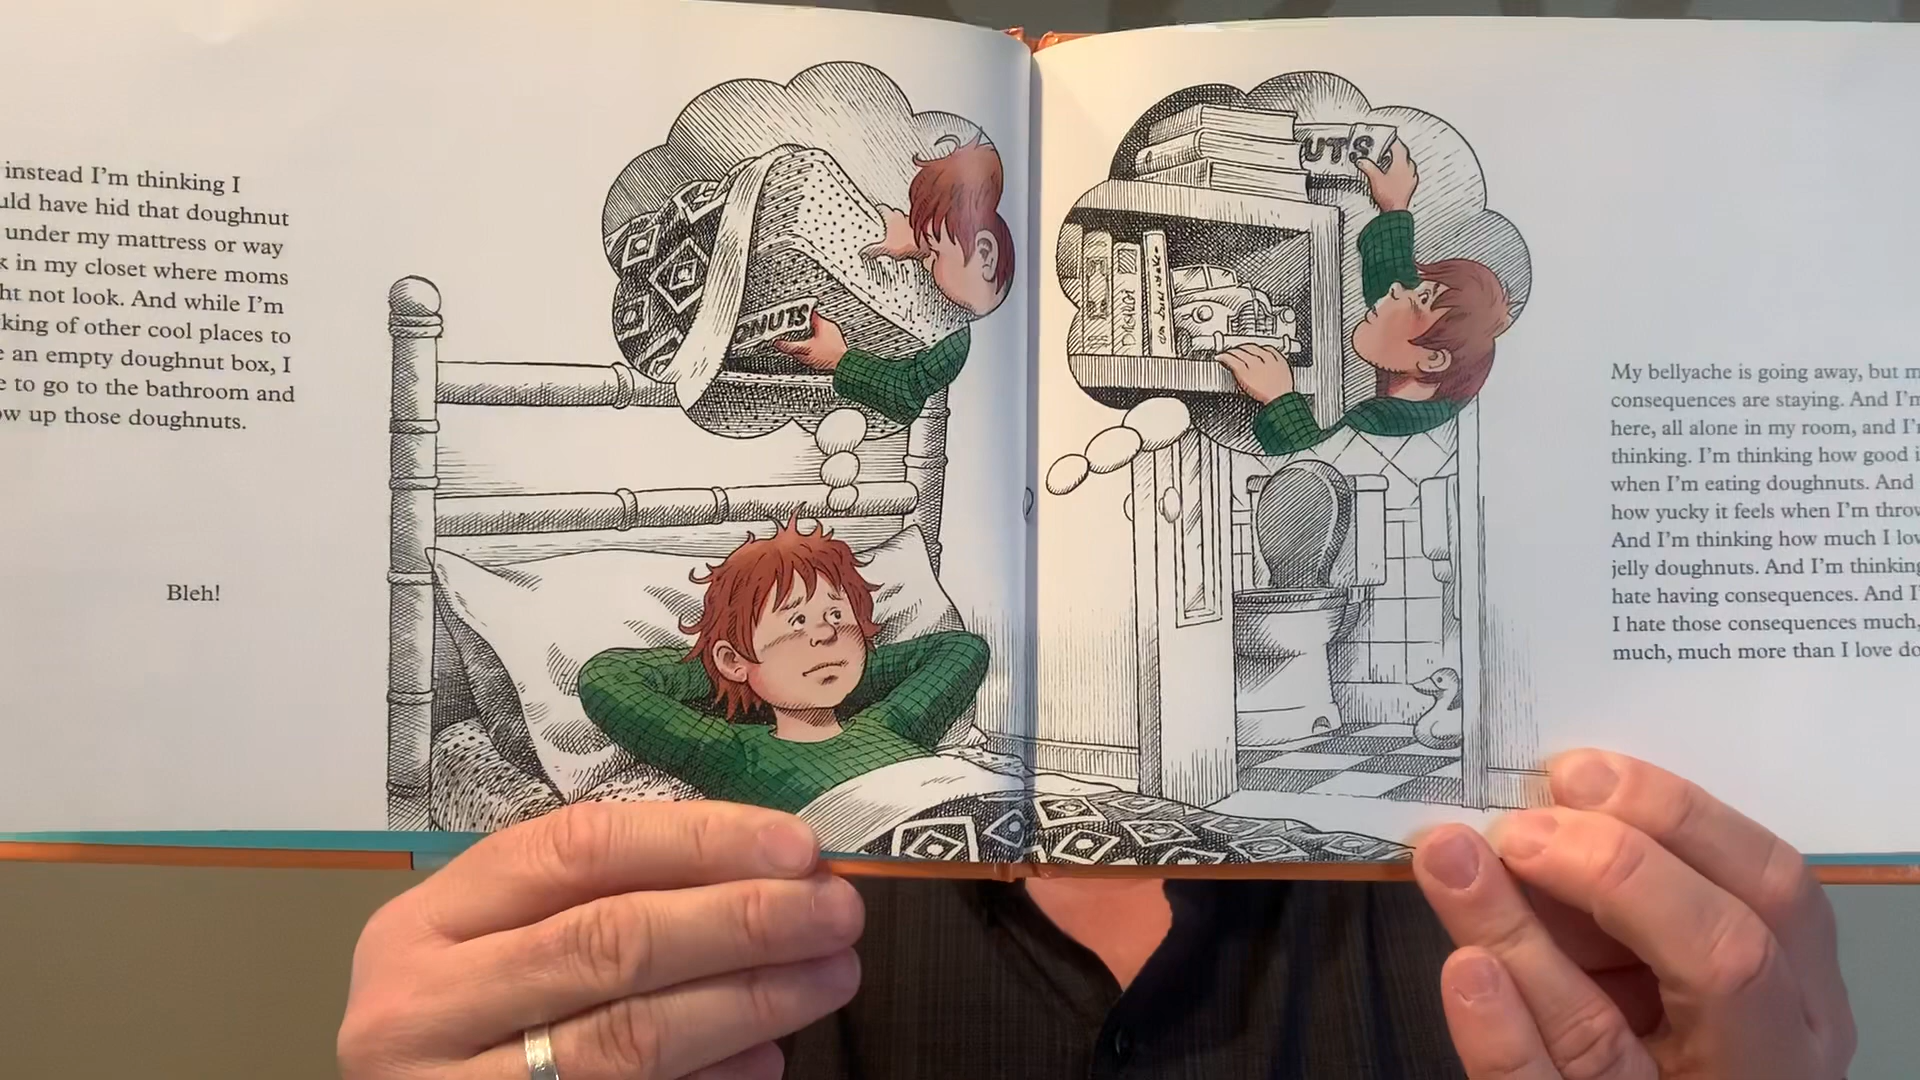 instead I'm thinking I
uld have hid that doughnut
under my mattress or way
k in my closet where moms
ht not look. And while I'm
king of other cool places to
e an empty doughnut box, I
e to go to the bathroom and
ow up those doughnuts.
Bleh!
ONUTS
UTS
My bellyache is going away, but m
consequences are staying. And I'm
here, all alone in my room, and I'
thinking. I'm thinking how good i
when I'm eating doughnuts. And
how yucky it feels when I'm throw
And I'm thinking how much I lov
jelly doughnuts. And I'm thinking
hate having consequences. And I'
I hate those consequences much,
much, much more than I love do